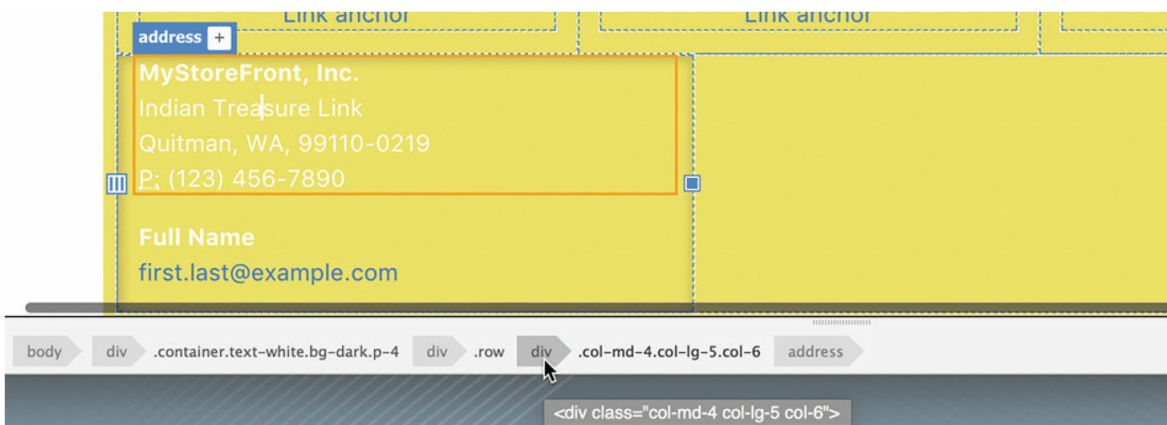 Link anchor
Link anchor
address +
MyStoreFront, Inc.
Indian Treasure Link
Quitman, WA, 99110-0219
P: (123) 456-7890
Full Name
first.last@example.com
body div .container.text-white.bg-dark.p-4 div .row div .col-md-4.col-lg-5.col-6 address
<div class="col-md-4 col-lg-5 col-6">